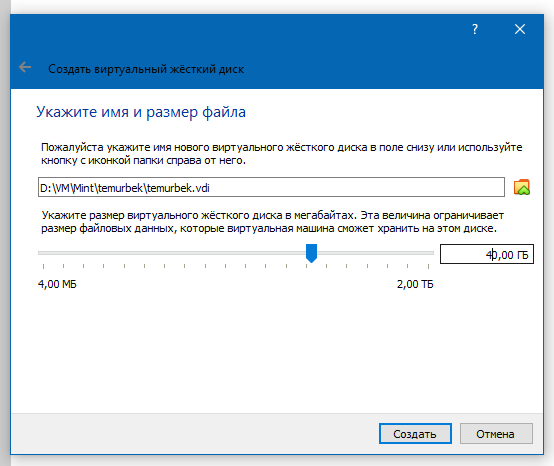 ?
Создать виртуальный жёсткий диск
Укажите имя и размер файла
Пожалуйста укажите имя нового виртуального жёсткого диска в поле снизу или используйте
кнопку с иконкой папки справа от него.
D:\VM\Mint\temurbek\temurbek.vdi
Укажите размер виртуального жёсткого диска в мегабайтах. Эта величина ограничивает
размер файловых данных, которые виртуальная машина сможет хранить на этом диске.
40,00 ГБ
4,00 МБ 2,00 ТБ
Создать Отмена